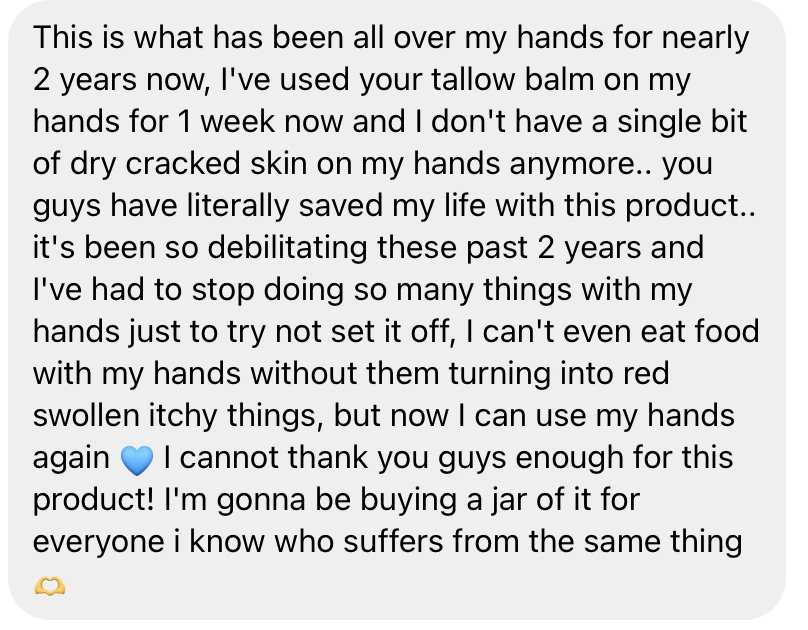 This is what has been all over my hands for nearly
2 years now, I've used your tallow balm on my
hands for 1 week now and I don't have a single bit
of dry cracked skin on my hands anymore.. you
guys have literally saved my life with this product..
it's been so debilitating these past 2 years and
I've had to stop doing so many things with my
hands just to try not set it off, I can't even eat food
with my hands without them turning into red
swollen itchy things, but now I can use my hands
again 💙 I cannot thank you guys enough for this
product! I'm gonna be buying a jar of it for
everyone i know who suffers from the same thing
🫶